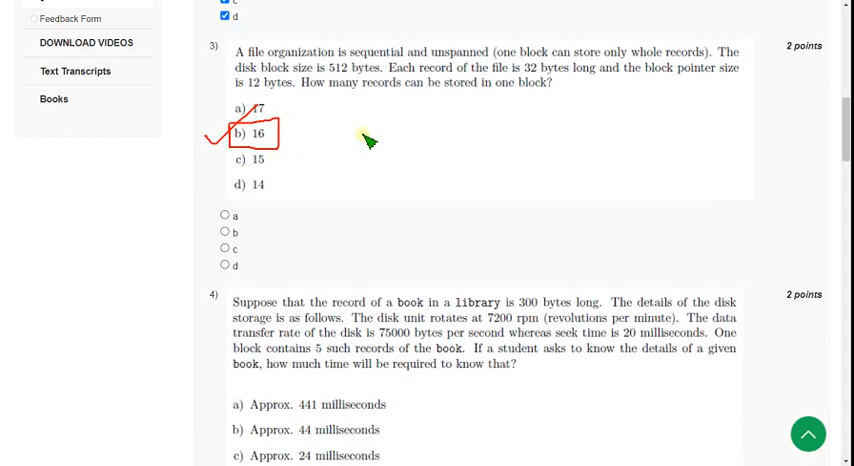 Feedback Form
DOWNLOAD VIDEOS
Text Transcripts
Books
d
3)
2 points
A file organization is sequential and unspanned (one block can store only whole records). The
disk block size is 512 bytes. Each record of the file is 32 bytes long and the block pointer size
is 12 bytes. How many records can be stored in one block?
a) 17
b) 16
c) 15
d) 14
a
b
c
d
4)
2 points
Suppose that the record of a book in a library is 300 bytes long. The details of the disk
storage is as follows. The disk unit rotates at 7200 rpm (revolutions per minute). The data
transfer rate of the disk is 75000 bytes per second whereas seek time is 20 milliseconds. One
block contains 5 such records of the book. If a student asks to know the details of a given
book, how much time will be required to know that?
a) Approx. 441 milliseconds
b) Approx. 44 milliseconds
c) Approx. 24 milliseconds